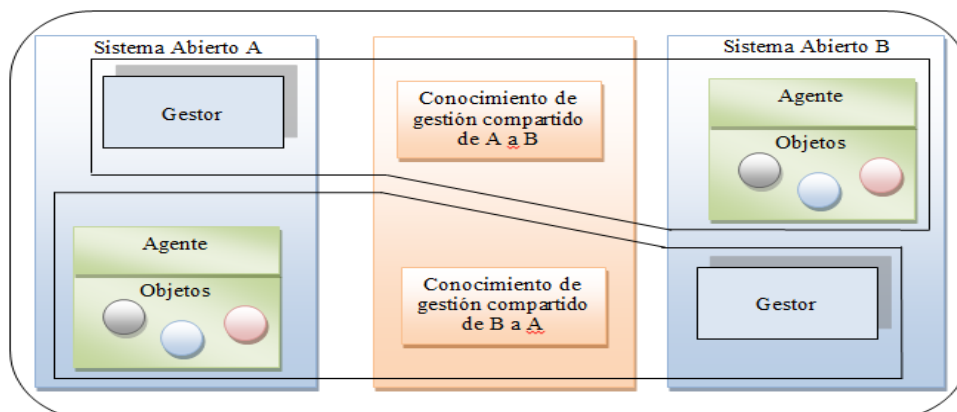 Sistema Abierto A
Gestor
Agente
Objetos
Conocimiento de
gestión compartido
de A a B
Conocimiento de
gestión compartido
de B a A
Sistema Abierto B
Agente
Objetos
Gestor